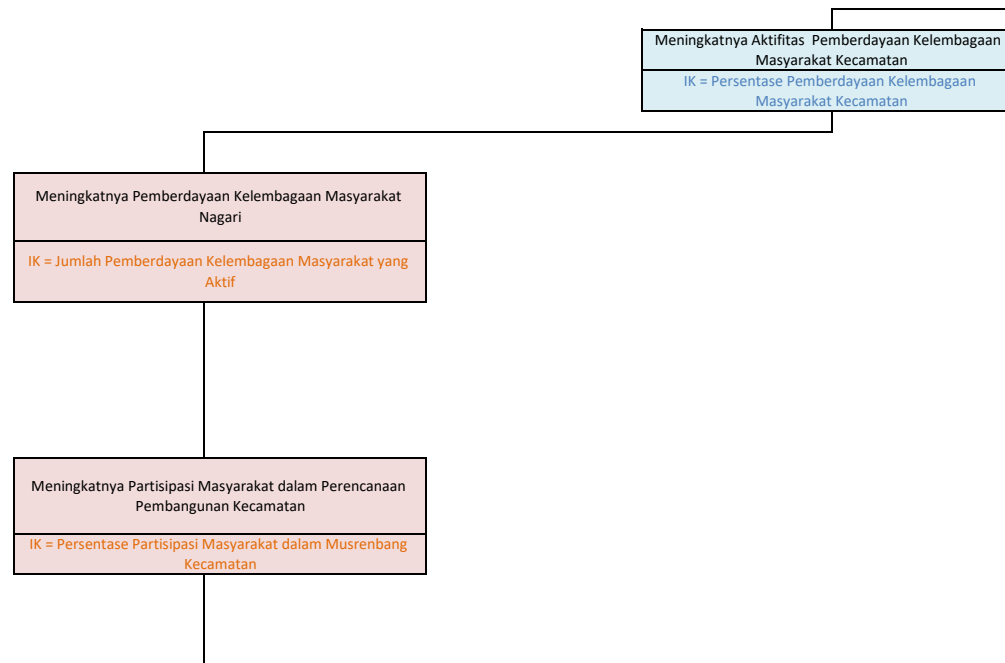 Meningkatnya Aktifitas  Pemberdayaan Kelembagaan
Masyarakat Kecamatan
IK = Persentase Pemberdayaan Kelembagaan
Masyarakat Kecamatan
Meningkatnya Pemberdayaan Kelembagaan Masyarakat
Nagari
IK = Jumlah Pemberdayaan Kelembagaan Masyarakat yang
Aktif
Meningkatnya Partisipasi Masyarakat dalam Perencanaan
Pembangunan Kecamatan
IK = Persentase Partisipasi Masyarakat dalam Musrenbang
Kecamatan